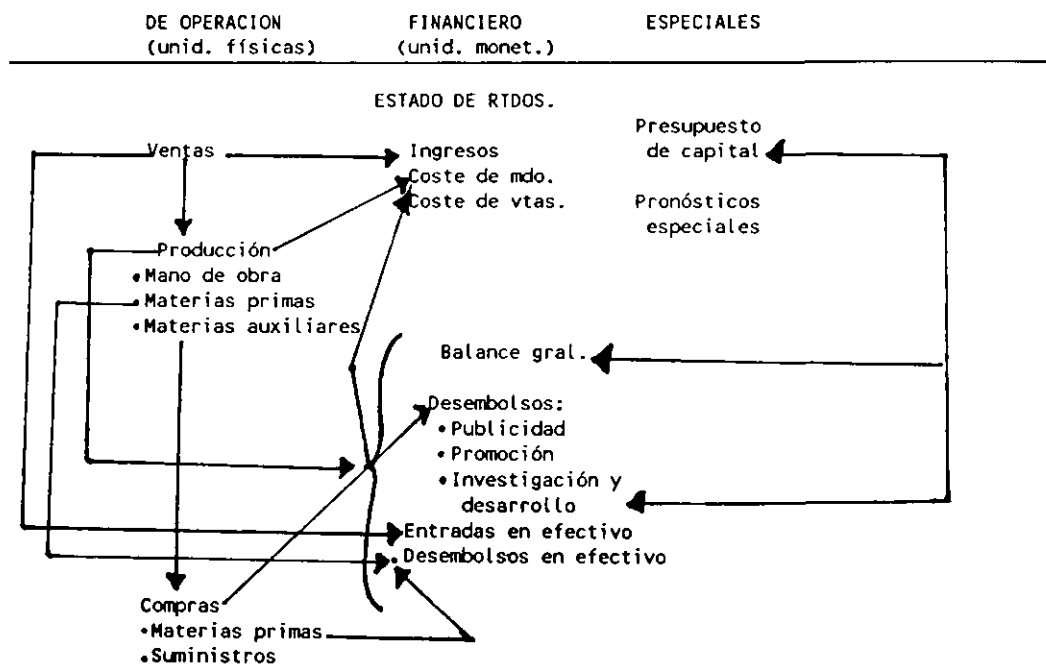 DE OPERACION
(unid. físicas)
FINANCIERO
(unid. monet.)
ESPECIALES
ESTADO DE RTDOS.
Ventas
Ingresos
Coste de mdo.
Coste de vtas.
Presupuesto
de capital
Pronósticos
especiales
Producción
•Mano de obra
•Materias primas
•Materias auxiliares
Balance gral.
Desembolsos:
•Publicidad
•Promoción
•Investigación y
desarrollo
Entradas en efectivo
•Desembolsos en efectivo
Compras
•Materias primas
•Suministros